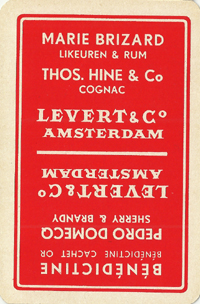 MARIE BRIZARD
LIKEUREN & RUM
THOS. HINE & Co
COGNAC
LEVERT & Co
AMSTERDAM
BÉNÉDICTINE
BÉNÉDICTINE CACHET OR
PEDRO DOMECQ
SHERRY & BRANDY
LEVERT & Co
AMSTERDAM